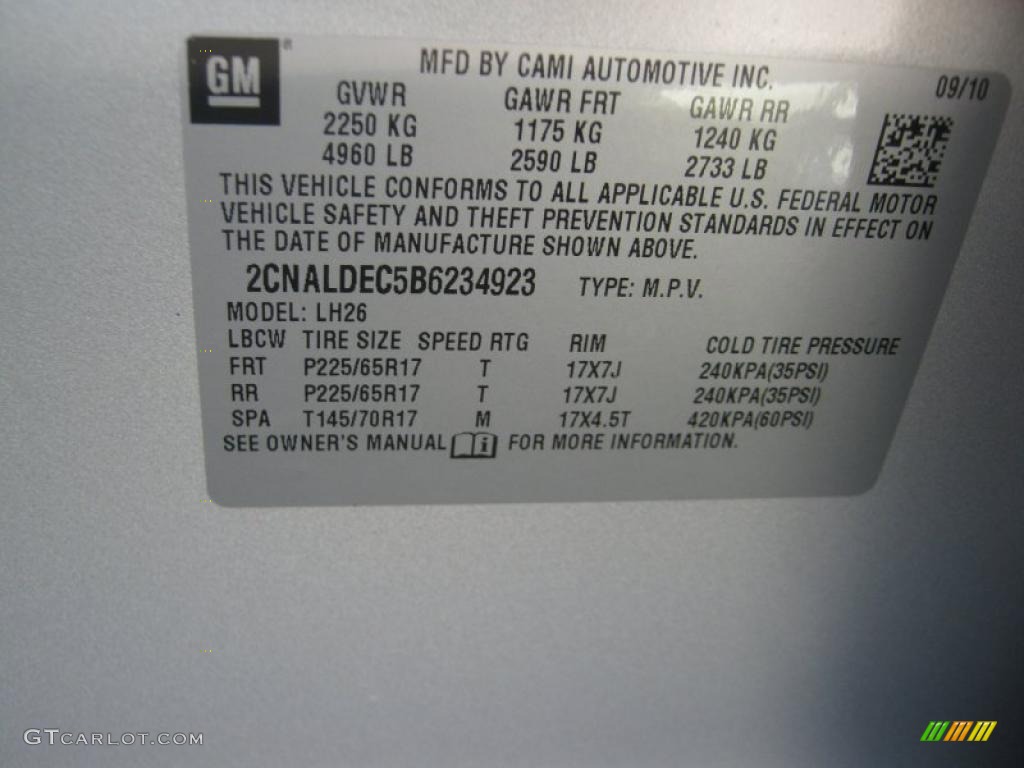 GM®
MFD BY CAMI AUTOMOTIVE INC. 09/10
GVWR GAWR FRT GAWR RR
2250 KG 1175 KG 1240 KG
4960 LB 2590 LB 2733 LB
THIS VEHICLE CONFORMS TO ALL APPLICABLE U.S. FEDERAL MOTOR
VEHICLE SAFETY AND THEFT PREVENTION STANDARDS IN EFFECT ON
THE DATE OF MANUFACTURE SHOWN ABOVE.
2CNALDEC5B6234923 TYPE: M.P.V.
MODEL: LH26
LBCW TIRE SIZE SPEED RTG RIM COLD TIRE PRESSURE
FRT P225/65R17 T 17X7J 240KPA(35PSI)
RR P225/65R17 T 17X7J 240KPA(35PSI)
SPA T145/70R17 M 17X4.5T 420KPA(60PSI)
SEE OWNER'S MANUAL i FOR MORE INFORMATION.
GTCARLOT.COM